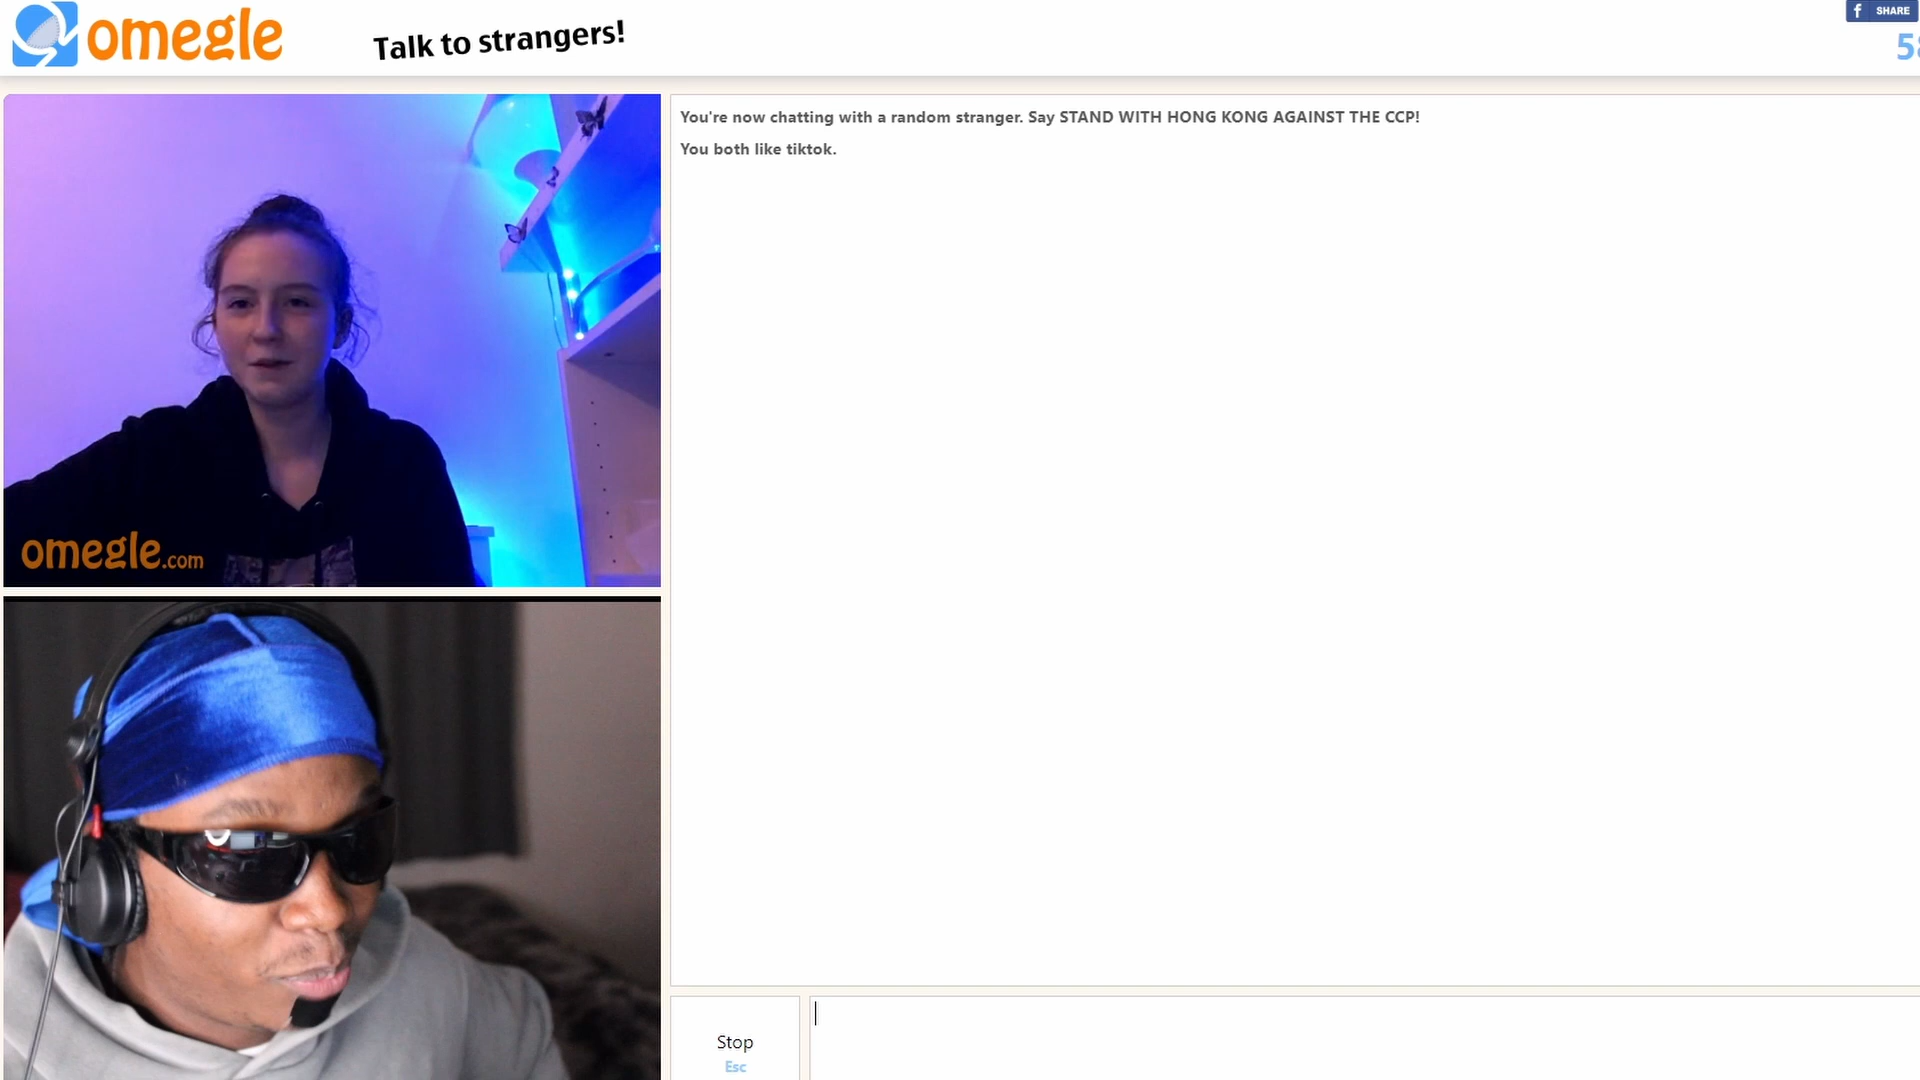 omegle
Talk to strangers!
f SHARE
58
You're now chatting with a random stranger. Say STAND WITH HONG KONG AGAINST THE CCP!
You both like tiktok.
omegle.com
Stop
Esc